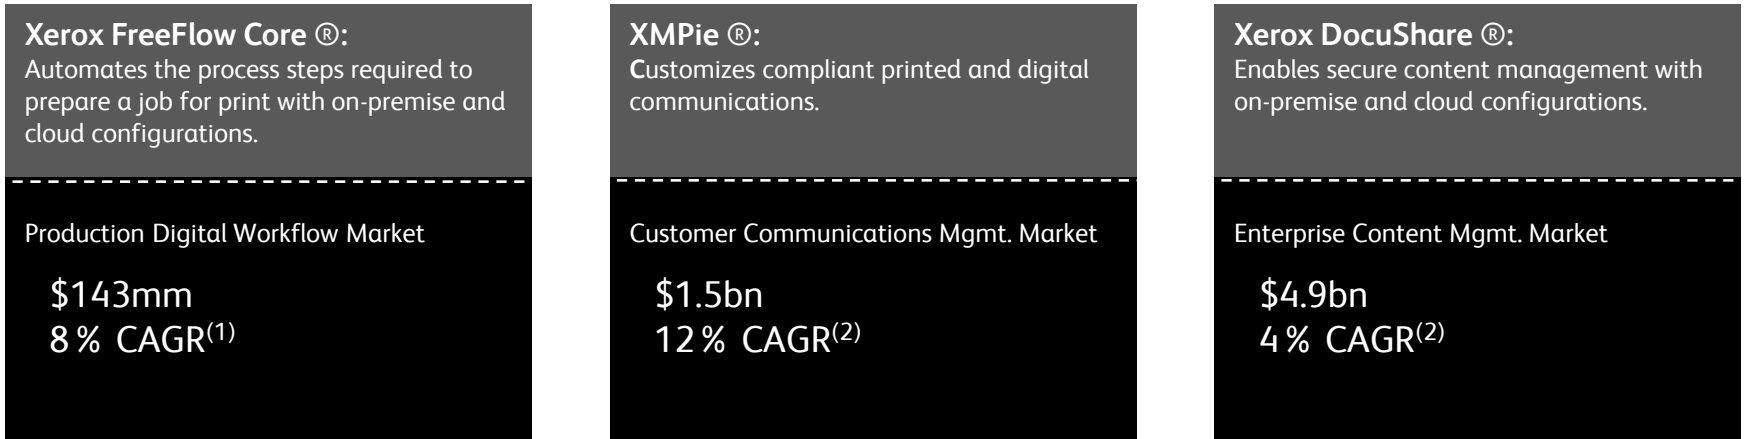 Xerox FreeFlow Core ®:
Automates the process steps required to
prepare a job for print with on-premise and
cloud configurations.
Production Digital Workflow Market
$143mm
8% CAGR(1)
XMPie ®:
Customizes compliant printed and digital
communications.
Customer Communications Mgmt. Market
$1.5bn
12% CAGR(2)
Xerox DocuShare ®:
Enables secure content management with
on-premise and cloud configurations.
Enterprise Content Mgmt. Market
$4.9bn
4% CAGR(2)